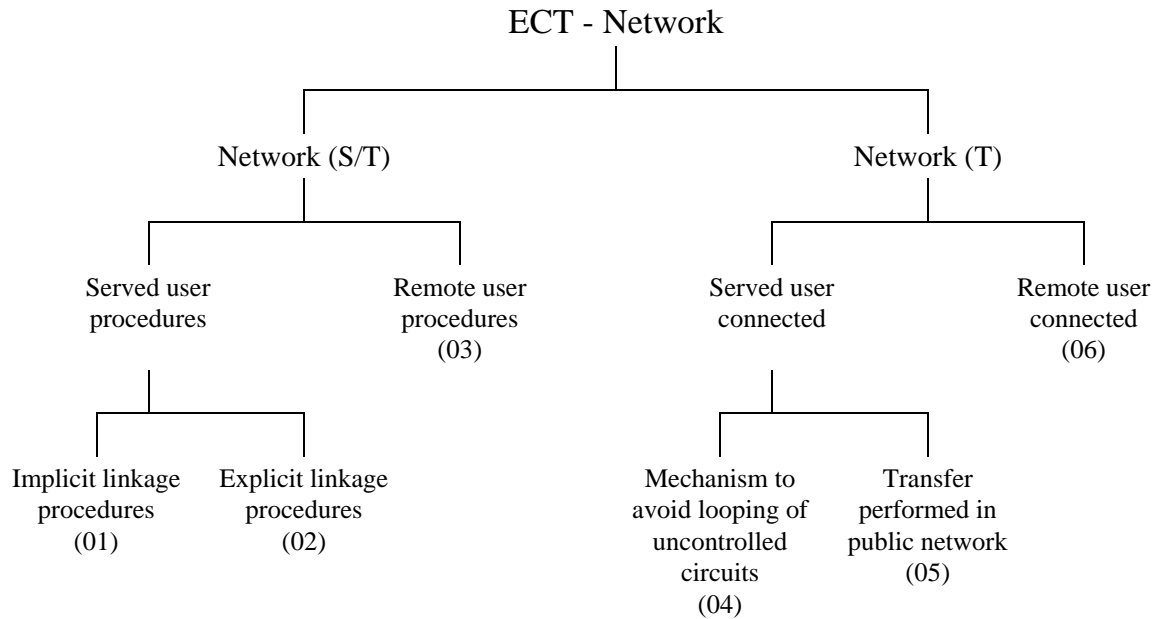 ECT - Network
Network (S/T)
Network (T)
Served user
procedures
Remote user
procedures
(03)
Served user
connected
Remote user
connected
(06)
Implicit linkage
procedures
(01)
Explicit linkage
procedures
(02)
Mechanism to
avoid looping of
uncontrolled
circuits
(04)
Transfer
performed in
public network
(05)